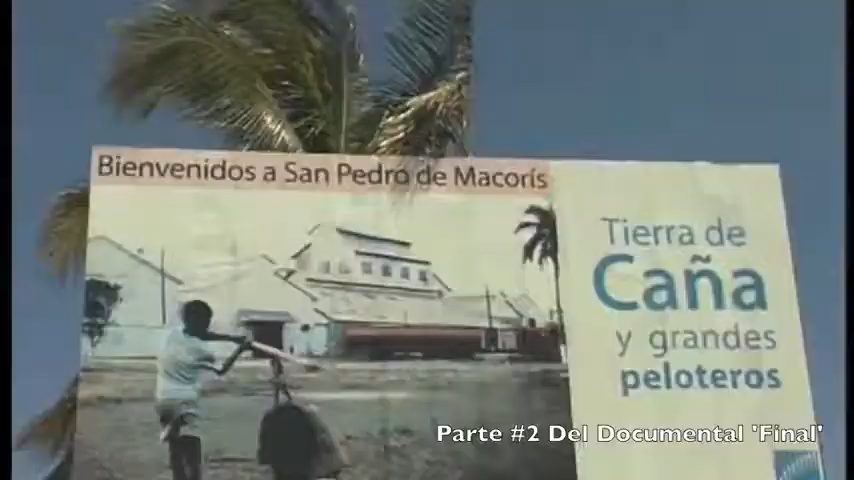 Bienvenidos a San Pedro de Macorís
Tierra de
Caña
y grandes
peloteros
Parte #2 Del Documental 'Final'